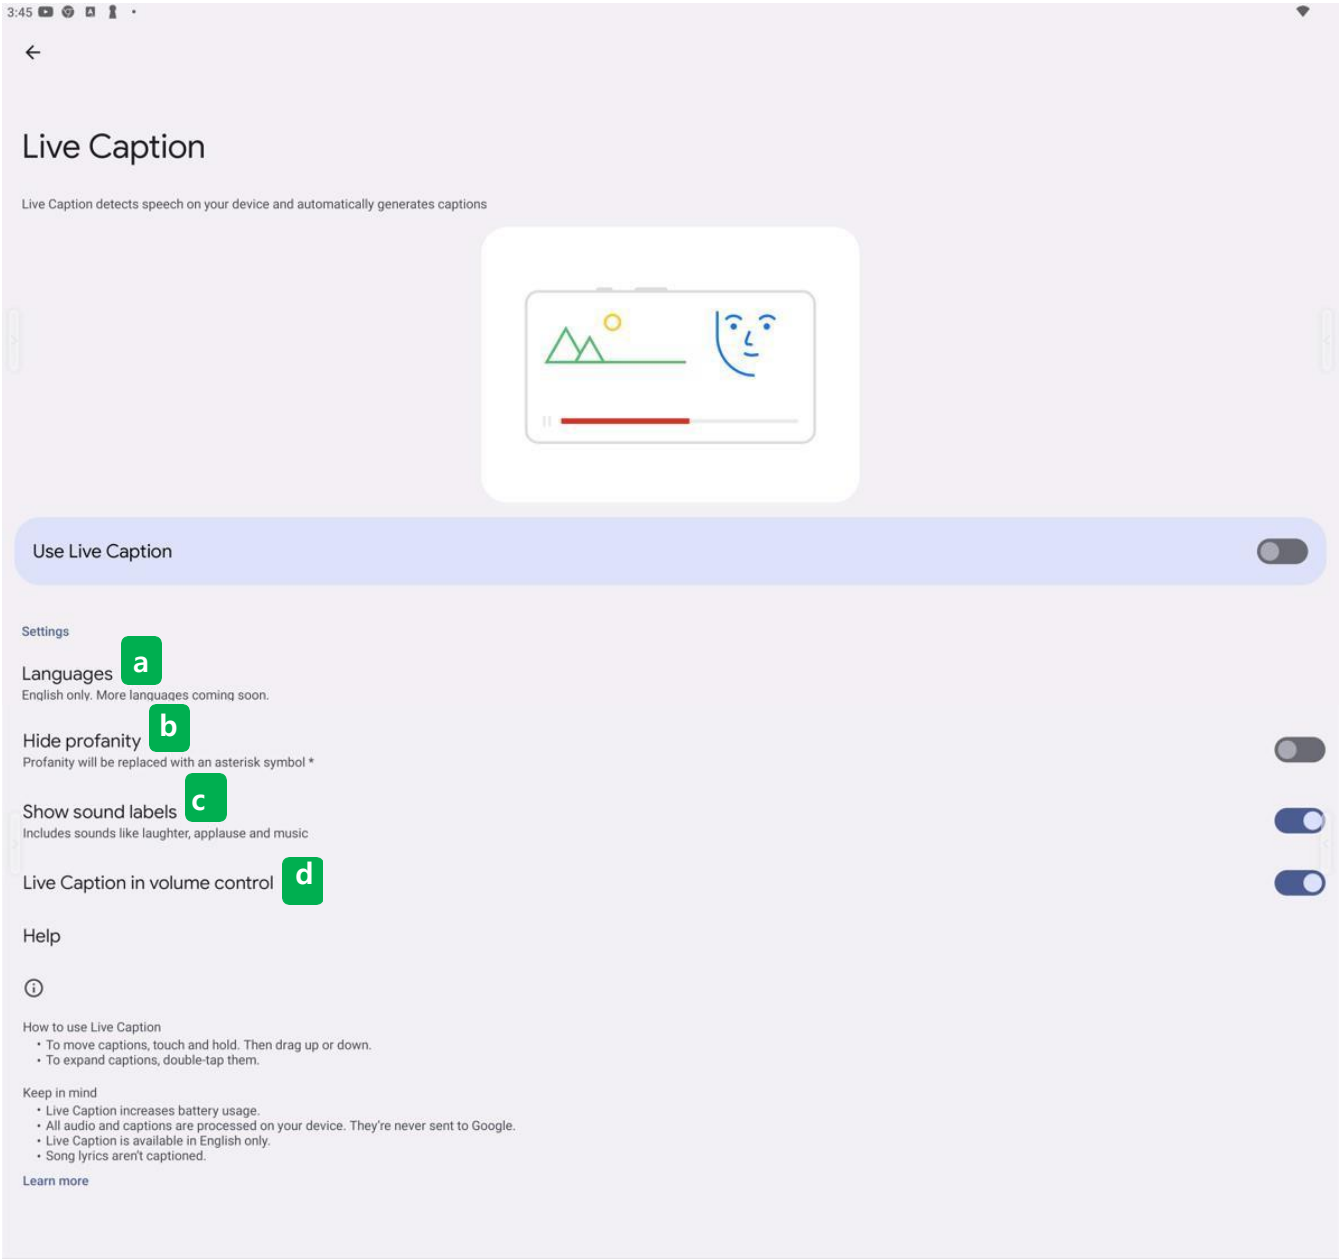 3:45
Live Caption
Live Caption detects speech on your device and automatically generates captions
Use Live Caption
Settings
Languages a
English only. More languages coming soon.
Hide profanity b
Profanity will be replaced with an asterisk symbol *
Show sound labels c
Includes sounds like laughter, applause and music
Live Caption in volume control d
Help
How to use Live Caption
• To move captions, touch and hold. Then drag up or down.
• To expand captions, double-tap them.
Keep in mind
• Live Caption increases battery usage.
• All audio and captions are processed on your device. They're never sent to Google.
• Live Caption is available in English only.
• Song lyrics aren't captioned.
Learn more